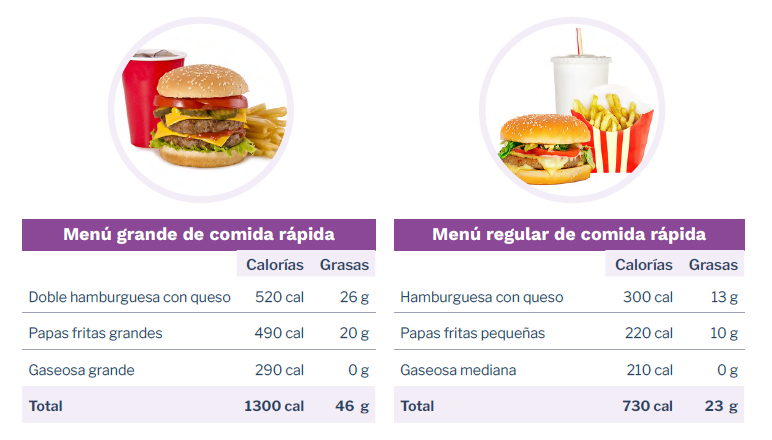 Menú grande de comida rápida
Calorías Grasas
Doble hamburguesa con queso 520 cal 26 g
Papas fritas grandes 490 cal 20 g
Gaseosa grande 290 cal 0 g
Total 1300 cal 46 g
Menú regular de comida rápida
Calorías Grasas
Hamburguesa con queso 300 cal 13 g
Papas fritas pequeñas 220 cal 10 g
Gaseosa mediana 210 cal 0 g
Total 730 cal 23 g